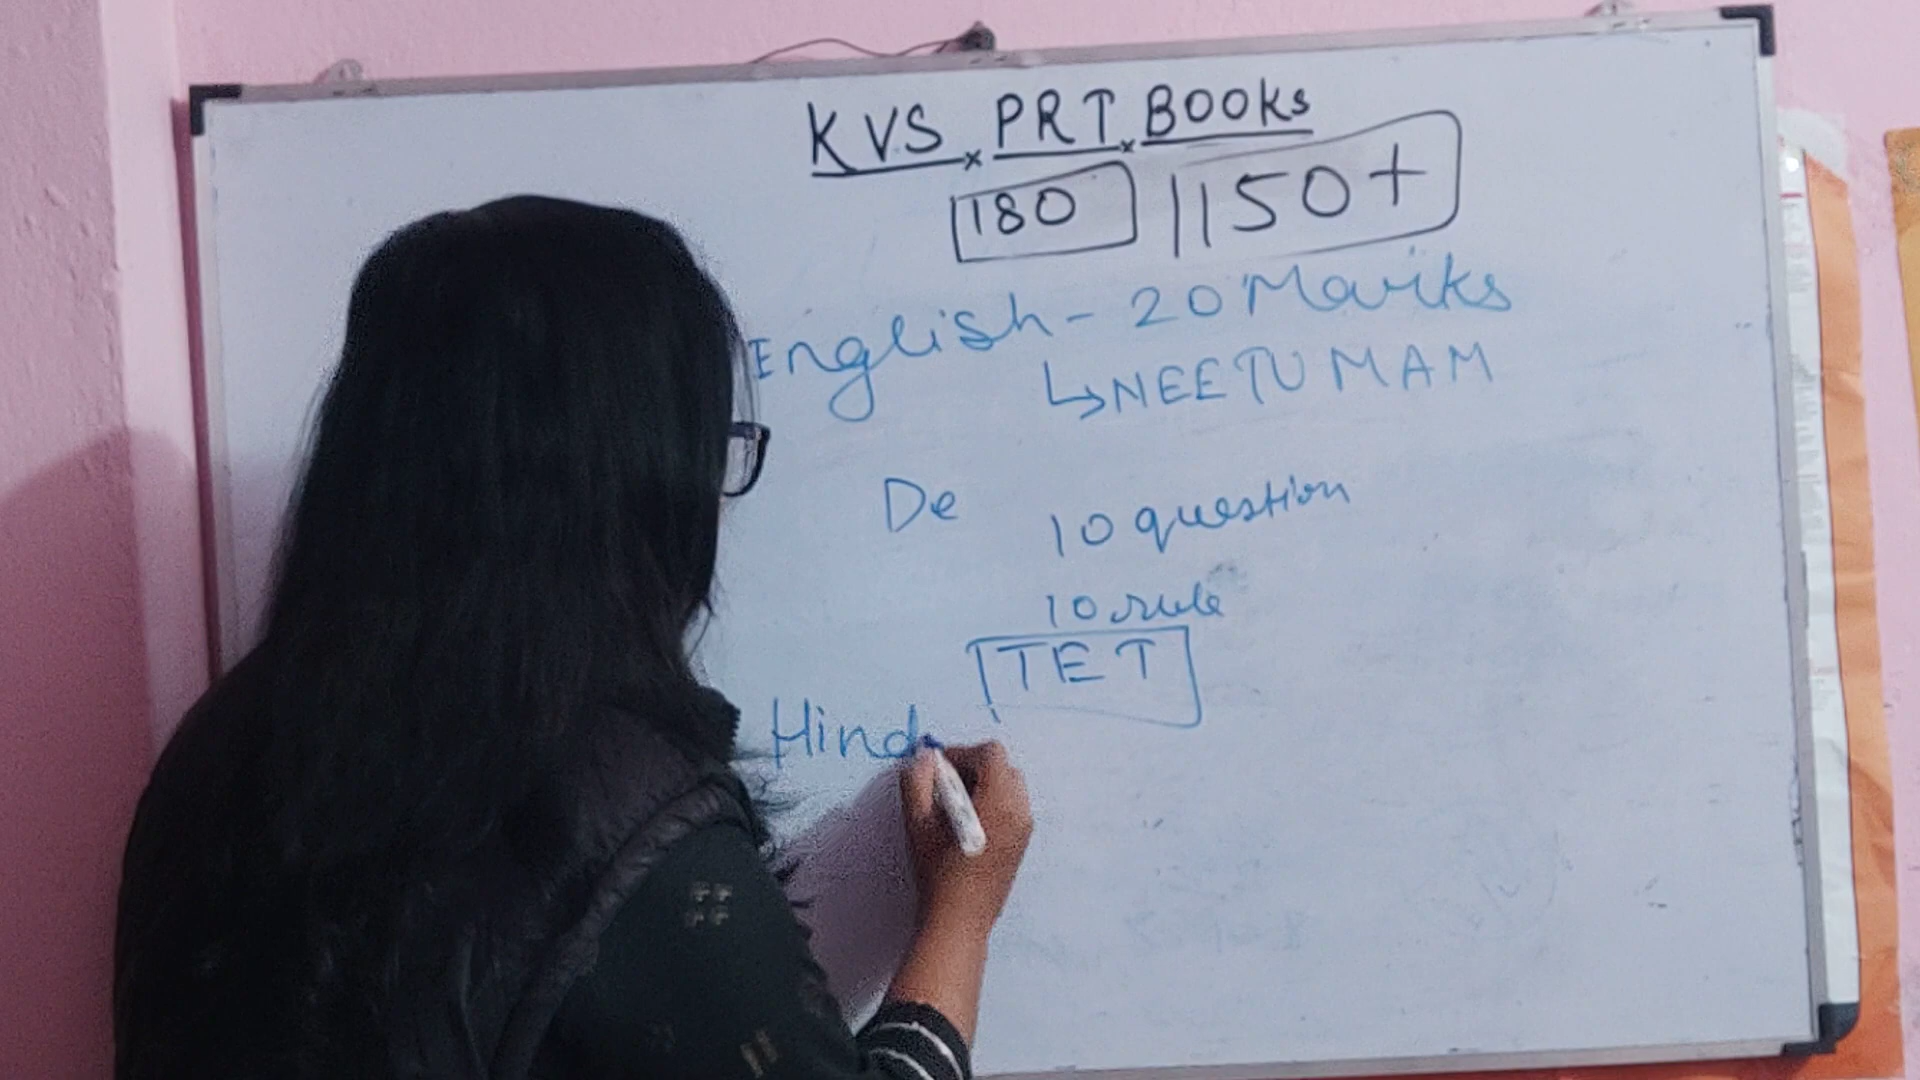 KVS PRT BOOKs
180 150+
English - 20 Marks
↳ NEETU MAM
De
10 question
10 rule
TET
Hind